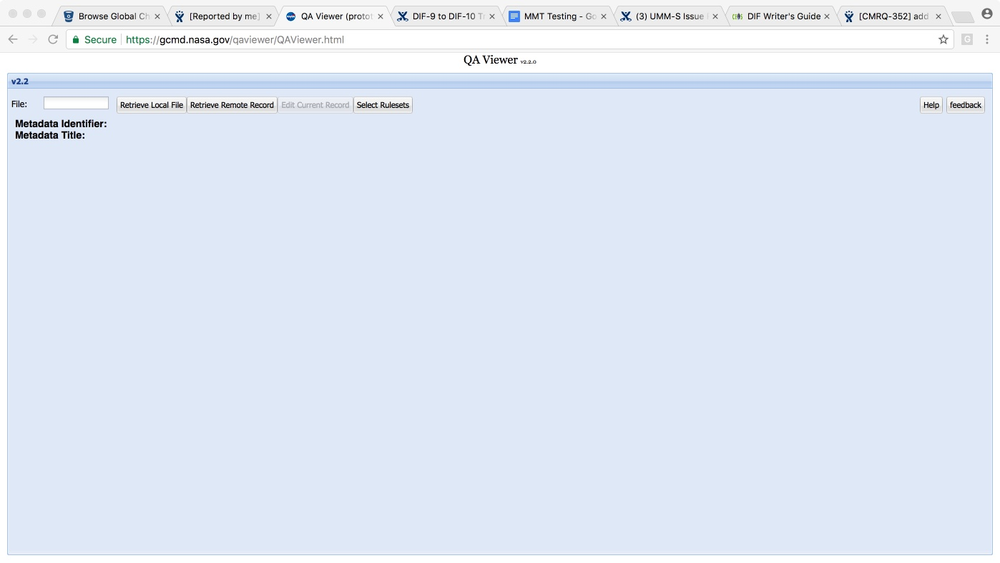 Browse Global Ch
[Reported by me]
QA Viewer (protot
DIF-9 to DIF-10 Tr
MMT Testing - Go
(3) UMM-S Issue
DIF Writer's Guide
[CMRQ-352] add
Secure https://gcmd.nasa.gov/qaviewer/QAViewer.html
G
QA Viewer v2.2.0
v2.2
File: Retrieve Local File Retrieve Remote Record Edit Current Record Select Rulesets Help feedback
Metadata Identifier:
Metadata Title: